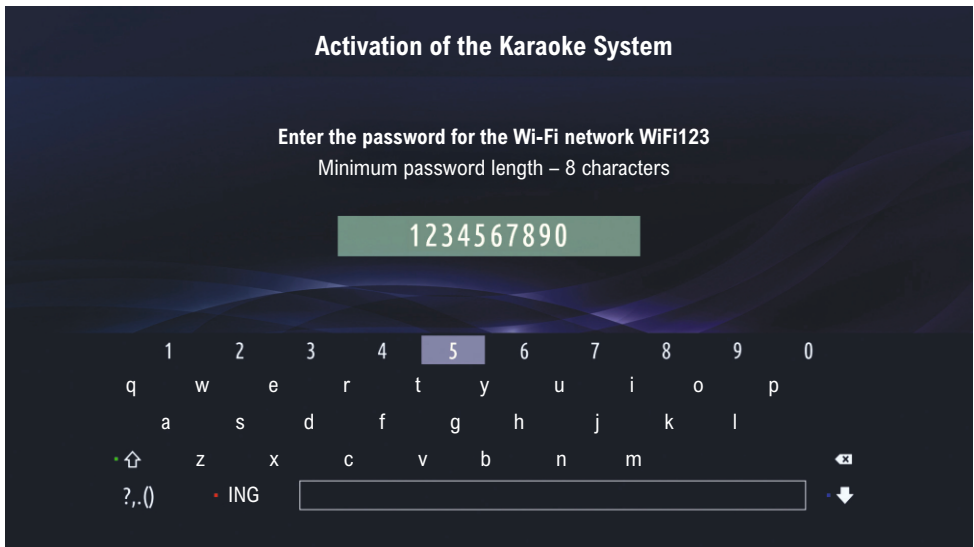 Activation of the Karaoke System
Enter the password for the Wi-Fi network WiFi123
Minimum password length – 8 characters
1234567890
1 2 3 4 5 6 7 8 9 0
q w e r t y u i o p
a s d f g h j k l
z x c v b n m
?,.() ING